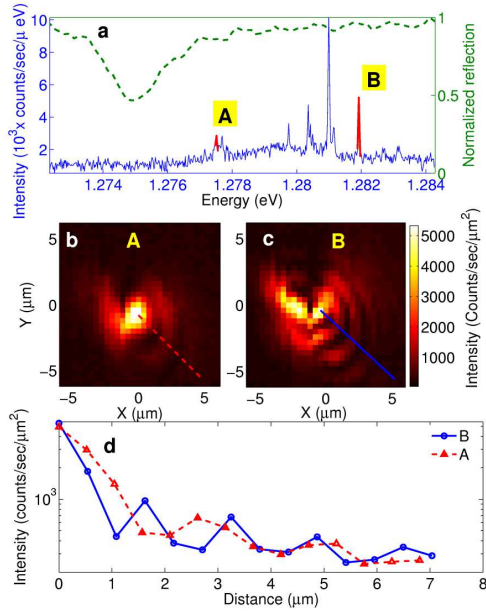 a
A
B
Intensity (10³x counts/sec/μ eV)
10
8
6
4
2
1
0.5
0
Normalized reflection
1.274 1.276 1.278 1.28 1.282 1.284
Energy (eV)
b A
c B
5
0
−5
Y (μm)
−5 0 5
X (μm)
5
0
−5
−5 0 5
X (μm)
5000
4000
3000
2000
1000
Intensity (Counts/sec/μm²)
d
B
A
Intensity (counts/sec/μm²)
10³
0 1 2 3 4 5 6 7 8
Distance (μm)